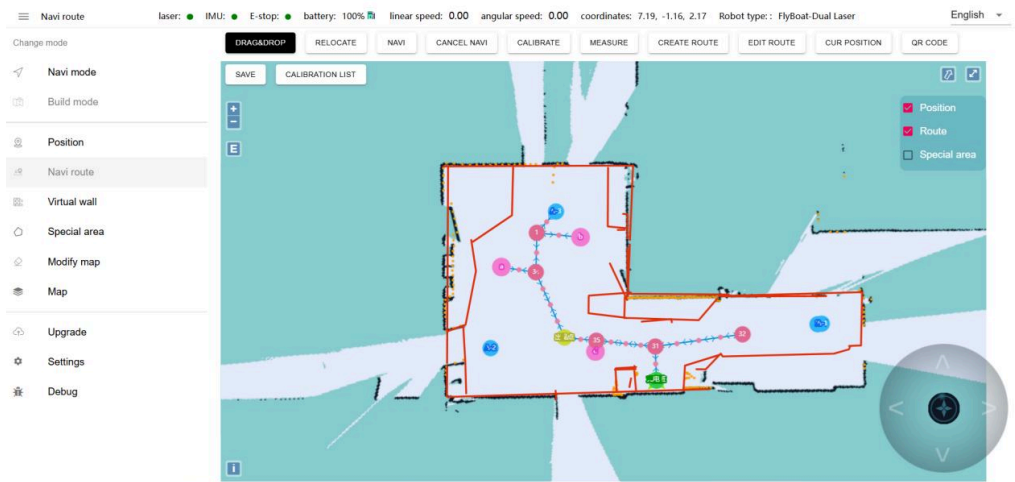 Navi route
laser: IMU: E-stop: battery: 100% linear speed: 0.00 angular speed: 0.00 coordinates: 7.19, -1.16, 2.17 Robot type: : FlyBoat-Dual Laser English
Change mode
DRAG&DROP RELOCATE NAVI CANCEL NAVI CALIBRATE MEASURE CREATE ROUTE EDIT ROUTE CUR POSITION QR CODE
Navi mode
SAVE CALIBRATION LIST
Build mode
+
−
Position
Route
Special area
E
Position
Navi route
Virtual wall
Special area
Modify map
Map
Upgrade
Settings
Debug
1
35
31
32
i